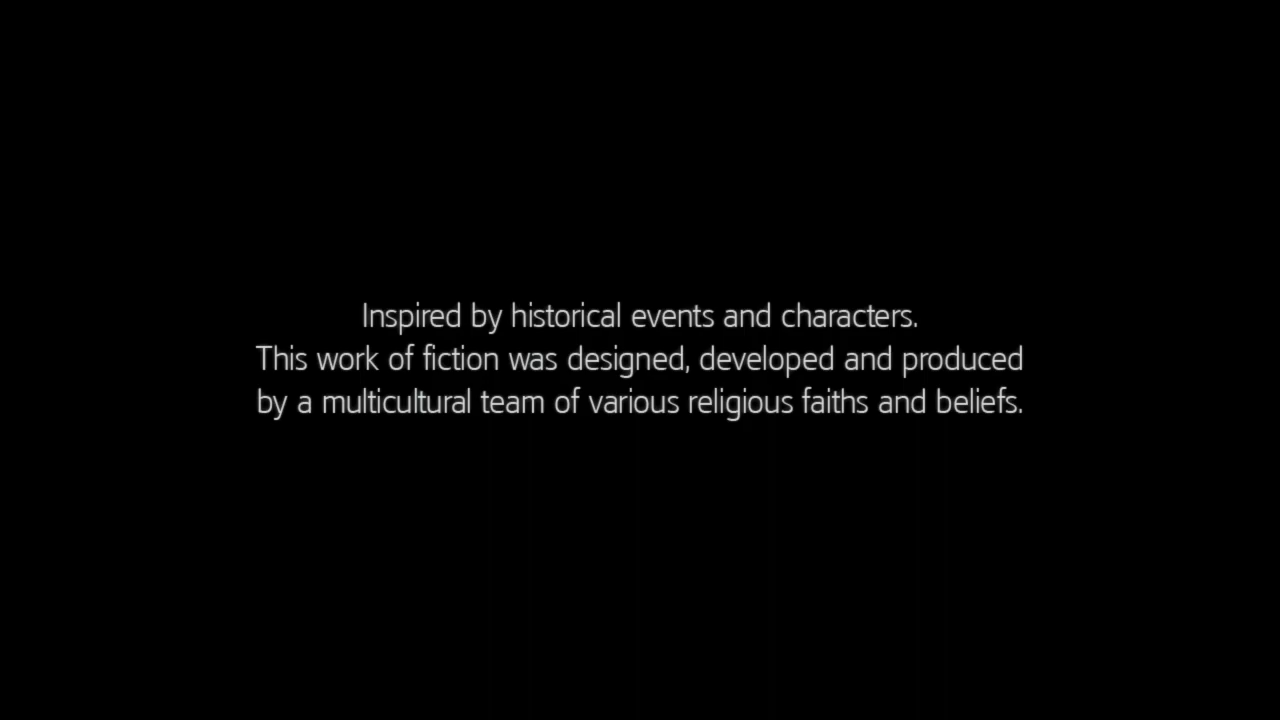 Inspired by historical events and characters.
This work of fiction was designed, developed and produced
by a multicultural team of various religious faiths and beliefs.